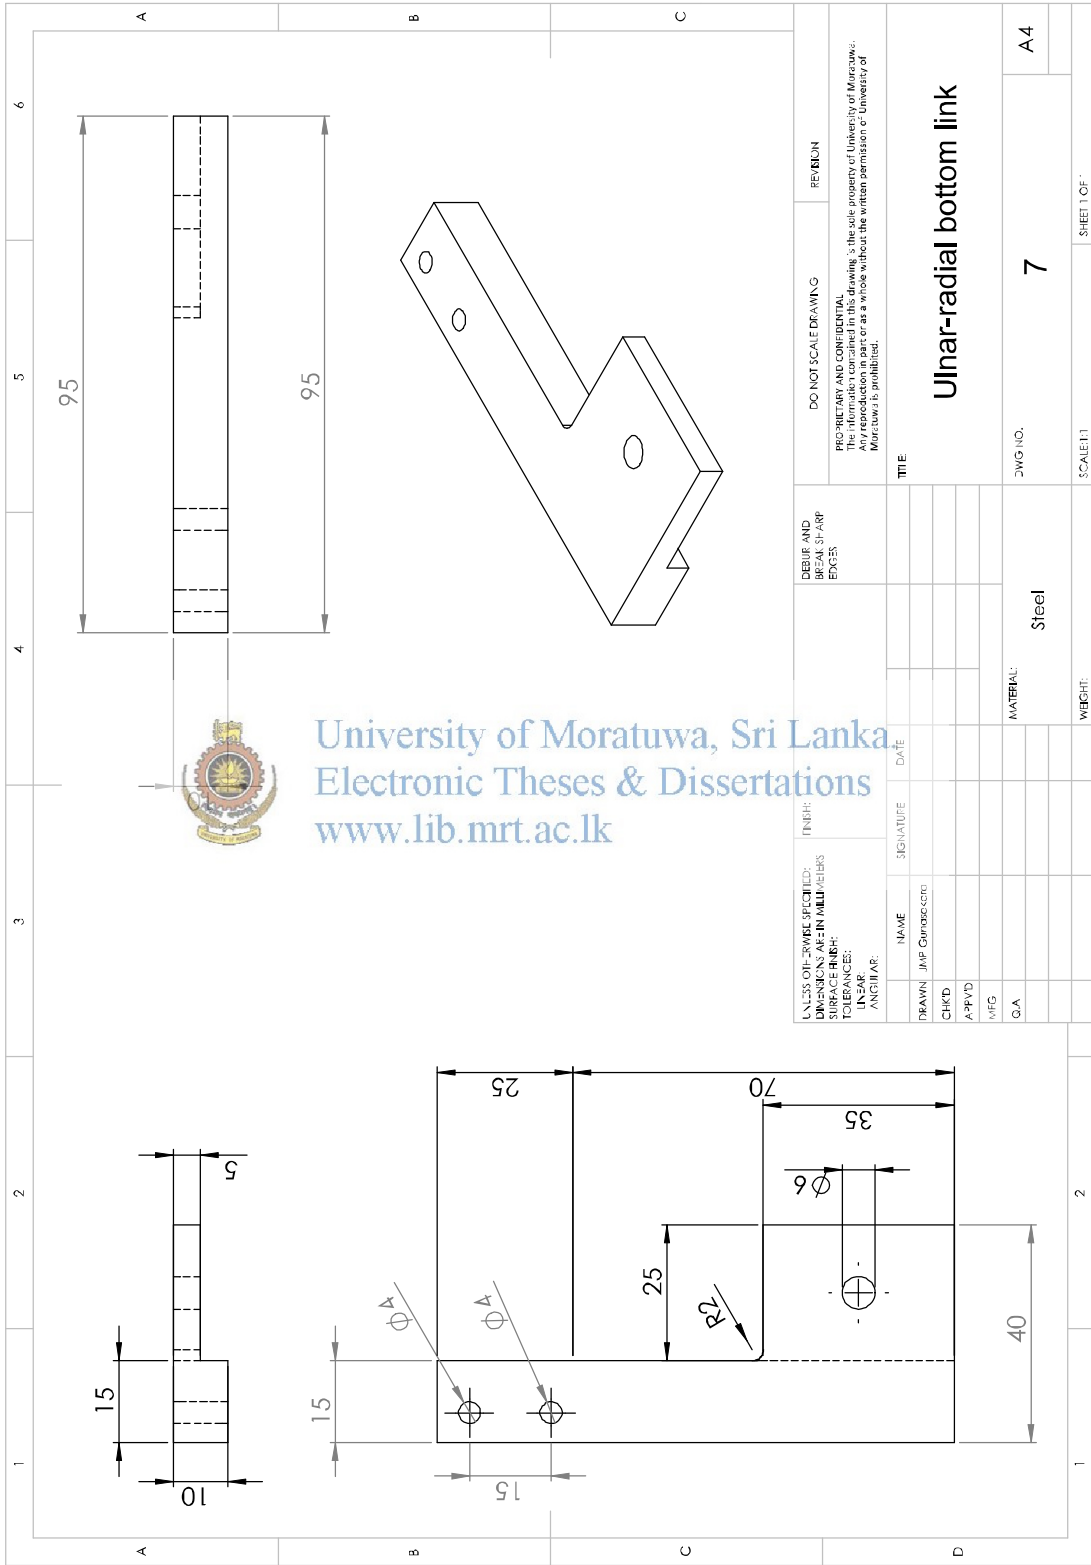 A
B
C
6
5
4
3
2
1
95
95
University of Moratuwa, Sri Lanka.
Electronic Theses & Dissertations
www.lib.mrt.ac.lk
5
15
10
25
70
35
⌀6
25
R2
⌀4
⌀4
15
15
40
A
B
C
D
2
1
UNLESS OTHERWISE SPECIFIED:
DIMENSIONS ARE IN MILLIMETERS
SURFACE FINISH:
TOLERANCES:
LINEAR:
ANGULAR:
FINISH:
DEBUR AND
BREAK SHARP
EDGES
DO NOT SCALE DRAWING
REVISION
PROPRIETARY AND CONFIDENTIAL
The information contained in this drawing is the sole property of University of Moratuwa.
Any reproduction in part or as a whole without the written permission of University of
Moratuwa is prohibited.
NAME
SIGNATURE
DATE
DRAWN
CHK'D
APPV'D
MFG
Q.A
TITLE:
Ulnar-radial bottom link
MATERIAL:
Steel
DWG NO.
7
A4
WEIGHT:
SCALE:1:1
SHEET 1 OF